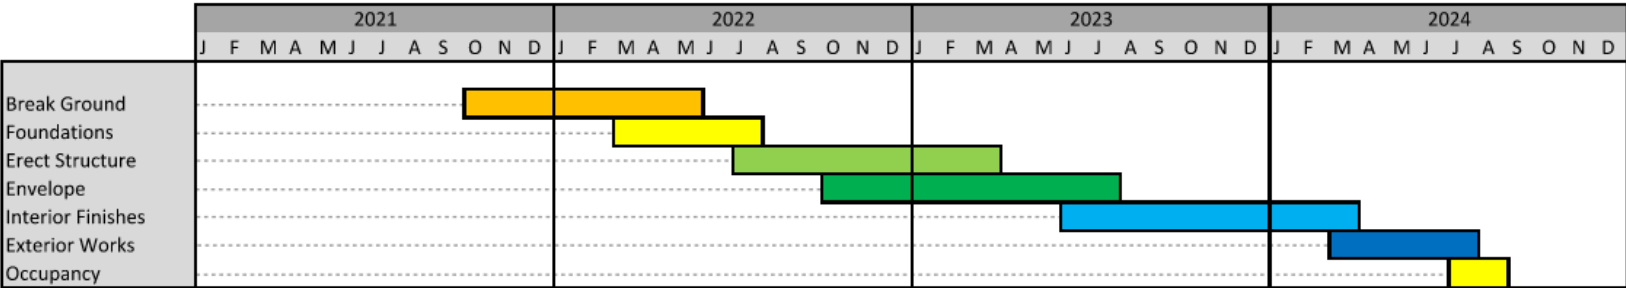 2021 2022 2023 2024
J F M A M J J A S O N D J F M A M J J A S O N D J F M A M J J A S O N D J F M A M J J A S O N D
Break Ground
Foundations
Erect Structure
Envelope
Interior Finishes
Exterior Works
Occupancy